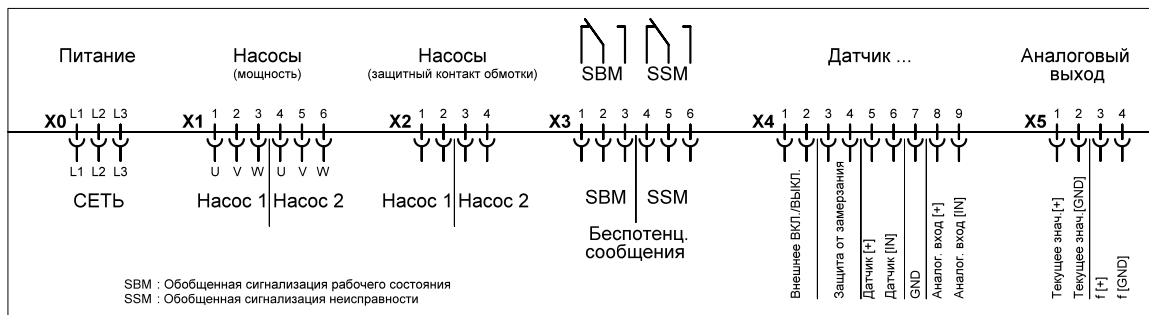 SBM SSM
Питание Насосы Насосы Датчик ... Аналоговый
(мощность) (защитный контакт обмотки) выход
X0 L1 L2 L3 X1 1 2 3 4 5 6 X2 1 2 3 4 X3 1 2 3 4 5 6 X4 1 2 3 4 5 6 7 8 9 X5 1 2 3 4
L1 L2 L3 U V W U V W
СЕТЬ Насос 1 Насос 2 Насос 1 Насос 2 SBM SSM
Беспотенц.
сообщения
Внешнее ВКЛ./ВЫКЛ.
Защита от замерзания
Датчик [+]
Датчик [IN]
GND
Аналог. вход [+]
Аналог. вход [IN]
Текущее знач.[+]
Текущее знач.[GND]
f [+]
f [GND]
SBM : Обобщенная сигнализация рабочего состояния
SSM : Обобщенная сигнализация неисправности